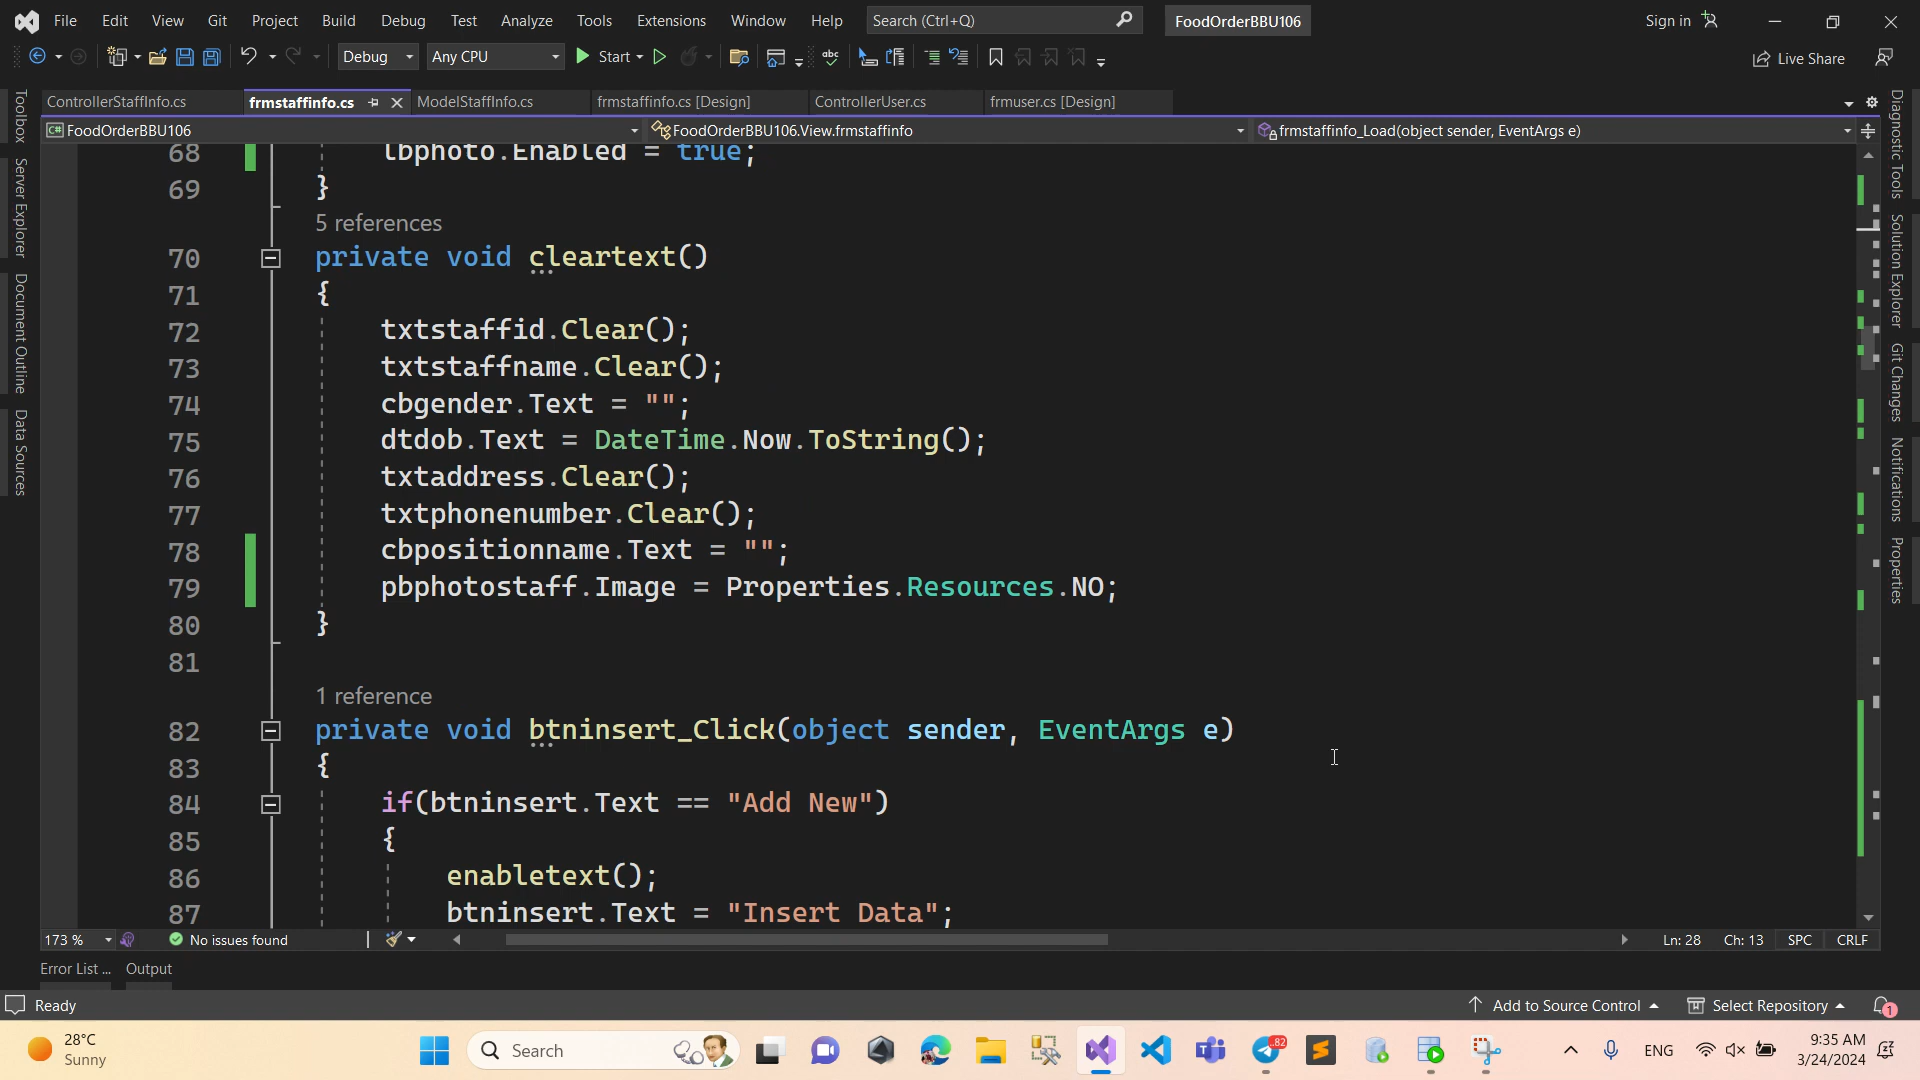 File Edit View Git Project Build Debug Test Analyze Tools Extensions Window Help Search (Ctrl+Q) FoodOrderBBU106 Sign in
Debug Any CPU Start Live Share
ControllerStaffInfo.cs frmstaffinfo.cs ModelStaffInfo.cs frmstaffinfo.cs [Design] ControllerUser.cs frmuser.cs [Design]
C# FoodOrderBBU106 FoodOrderBBU106.View.frmstaffinfo frmstaffinfo_Load(object sender, EventArgs e)
Toolbox
Server Explorer
Document Outline
Data Sources
68 lbphoto.Enabled = true;
69 }
5 references
70 private void cleartext()
71 {
72 txtstaffid.Clear();
73 txtstaffname.Clear();
74 cbgender.Text = "";
75 dtdob.Text = DateTime.Now.ToString();
76 txtaddress.Clear();
77 txtphonenumber.Clear();
78 cbpositionname.Text = "";
79 pbphotostaff.Image = Properties.Resources.NO;
80 }
81
1 reference
82 private void btninsert_Click(object sender, EventArgs e)
83 {
84 if(btninsert.Text == "Add New")
85 {
86 enabletext();
87 btninsert.Text = "Insert Data";
Diagnostic Tools
Solution Explorer
Git Changes
Notifications
Properties
173 % No issues found Ln: 28 Ch: 13 SPC CRLF
Error List ... Output
Ready Add to Source Control Select Repository 1
28°C
Sunny
Search
82
ENG
9:35 AM
3/24/2024